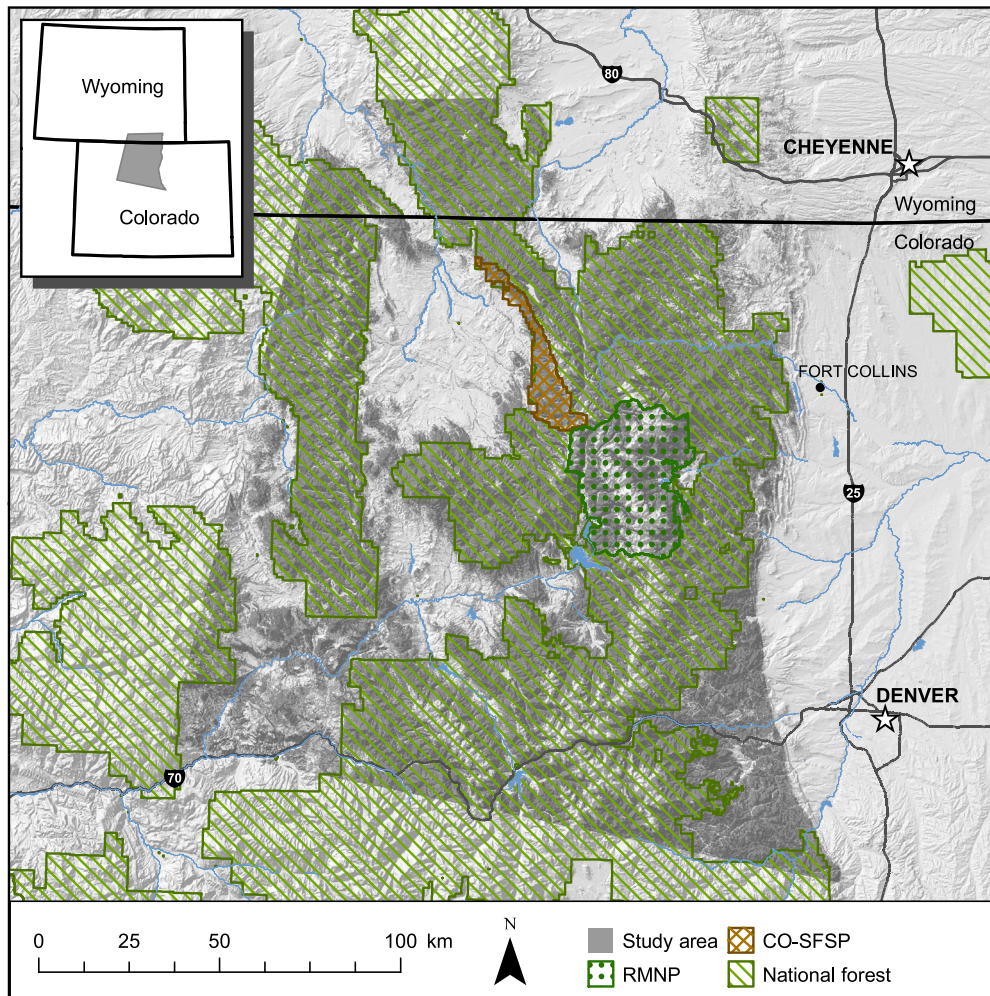 Wyoming
Colorado
80
CHEYENNE
Wyoming
Colorado
FORT COLLINS
25
DENVER
70
0 25 50 100 km
N
Study area
CO-SFSP
RMNP
National forest